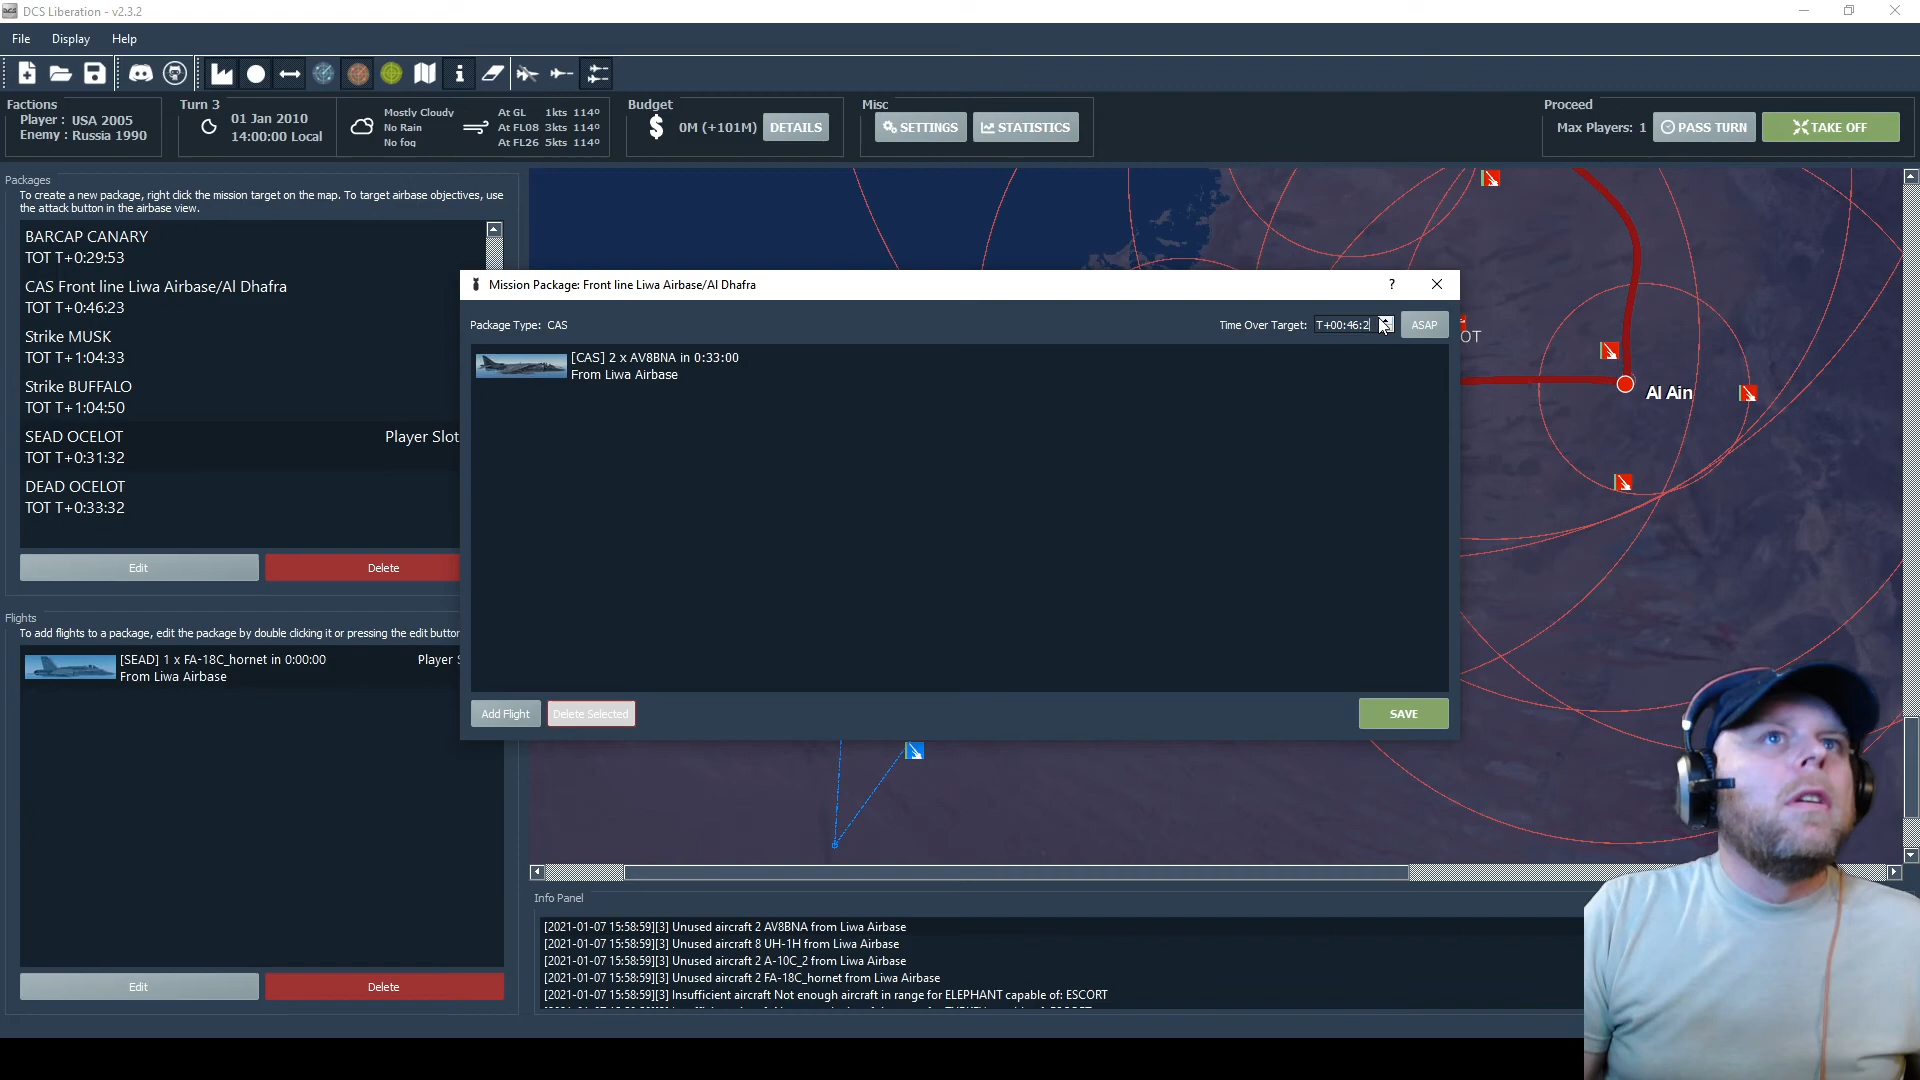 DCS Liberation - v2.3.2
File Display Help
Factions
Player : USA 2005
Enemy : Russia 1990
Turn 3
01 Jan 2010
14:00:00 Local
Mostly Cloudy
No Rain
No fog
At GL 1kts 114º
At FL08 3kts 114º
At FL26 5kts 114º
Budget
$ 0M (+101M) DETAILS
Misc
SETTINGS STATISTICS
Proceed
Max Players: 1 PASS TURN TAKE OFF
Packages
To create a new package, right click the mission target on the map. To target airbase objectives, use
the attack button in the airbase view.
BARCAP CANARY
TOT T+0:29:53
CAS Front line Liwa Airbase/Al Dhafra
TOT T+0:46:23
Strike MUSK
TOT T+1:04:33
Strike BUFFALO
TOT T+1:04:50
SEAD OCELOT Player Slot
TOT T+0:31:32
DEAD OCELOT
TOT T+0:33:32
Edit Delete
Flights
To add flights to a package, edit the package by double clicking it or pressing the edit button
[SEAD] 1 x FA-18C_hornet in 0:00:00 Player S
From Liwa Airbase
Edit Delete
Mission Package: Front line Liwa Airbase/Al Dhafra ?
Package Type: CAS
Time Over Target: T+00:46:2 ASAP
[CAS] 2 x AV8BNA in 0:33:00
From Liwa Airbase
Add Flight Delete Selected SAVE
OT
Al Ain
Info Panel
[2021-01-07 15:58:59][3] Unused aircraft 2 AV8BNA from Liwa Airbase
[2021-01-07 15:58:59][3] Unused aircraft 8 UH-1H from Liwa Airbase
[2021-01-07 15:58:59][3] Unused aircraft 2 A-10C_2 from Liwa Airbase
[2021-01-07 15:58:59][3] Unused aircraft 2 FA-18C_hornet from Liwa Airbase
[2021-01-07 15:58:59][3] Insufficient aircraft Not enough aircraft in range for ELEPHANT capable of: ESCORT